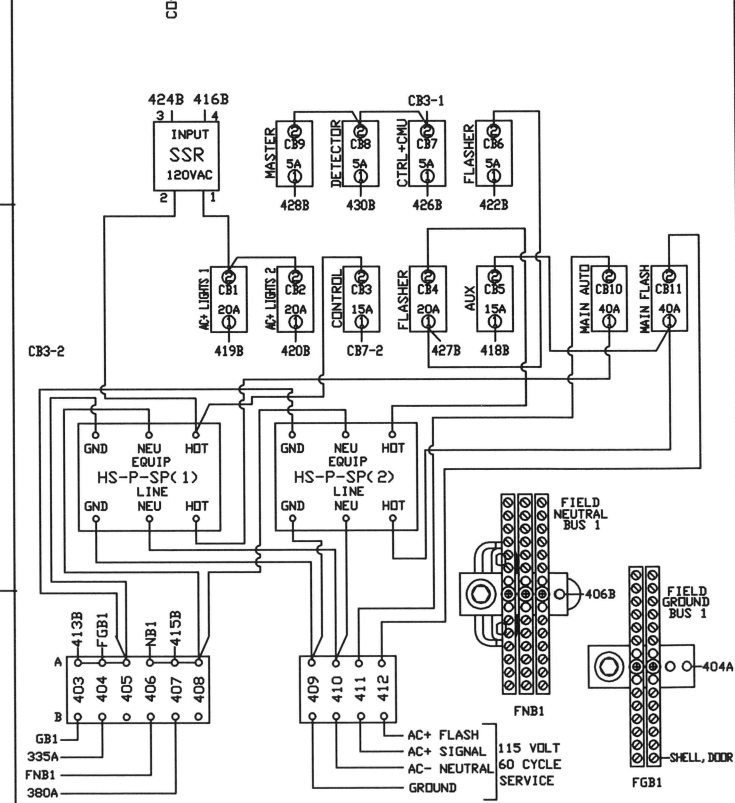 CO
424B 416B
3 4
INPUT
SSR
120VAC
2 1
CB3-1
MASTER
CB9
5A
428B
DETECTOR
CB8
5A
430B
CTRL+CMU
CB7
5A
426B
FLASHER
CB6
5A
422B
AC+ LIGHTS 1
CB1
20A
419B
AC+ LIGHTS 2
CB2
20A
420B
CONTROL
CB3
15A
CB7-2
FLASHER
CB4
20A
427B
AUX
CB5
15A
418B
MAIN AUTO
CB10
40A
MAIN FLASH
CB11
40A
CB3-2
GND NEU HOT
EQUIP
HS-P-SP(1)
LINE
GND NEU HOT
GND NEU HOT
EQUIP
HS-P-SP(2)
LINE
GND NEU HOT
FIELD
NEUTRAL
BUS 1
406B
FNB1
FIELD
GROUND
BUS 1
404A
SHELL,DOOR
FGB1
413B
FGB1
NB1
415B
A
403 404 405 406 407 408
B
GB1
335A
FNB1
380A
409 410 411 412
AC+ FLASH
AC+ SIGNAL
AC- NEUTRAL
GROUND
115 VOLT
60 CYCLE
SERVICE